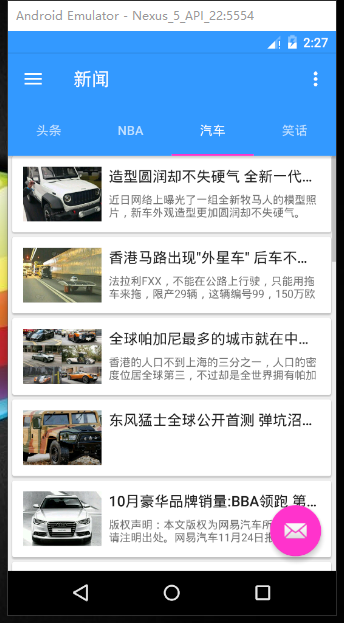 Android Emulator - Nexus_5_API_22:5554
2:27
新闻
头条
NBA
汽车
笑话
造型圆润却不失硬气 全新一代…
近日网络上曝光了一组全新牧马人的模型照
片，新车外观造型更加圆润却不失硬气。
香港马路出现"外星车" 后车不…
法拉利FXX，不能在公路上行驶，只能用拖
车来拖，限产29辆，这辆编号99，150万欧
全球帕加尼最多的城市就在中…
香港的人口不到上海的三分之一，人口的密
度位居全球第三，不过却是全世界拥有帕加
东风猛士全球公开首测 弹坑沼…
10月豪华品牌销量:BBA领跑 第…
版权声明：本文版权为网易汽车所
请注明出处。网易汽车11月24日报